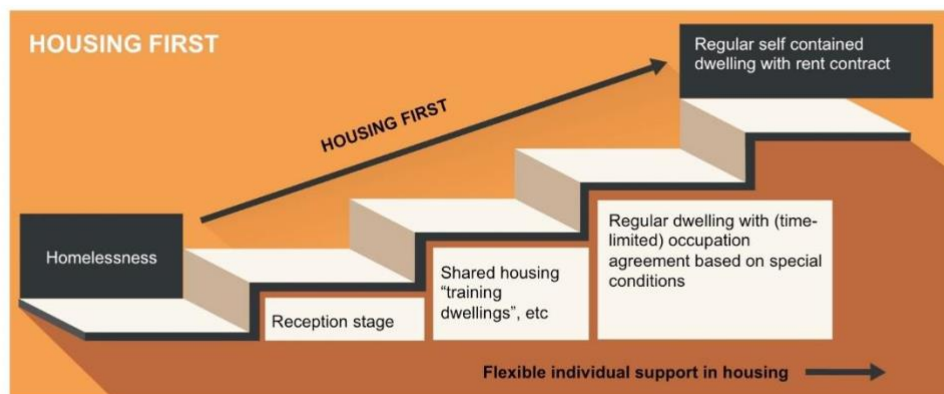 HOUSING FIRST
Regular self contained
dwelling with rent contract
HOUSING FIRST
Homelessness
Reception stage
Shared housing
“training
dwellings”, etc
Regular dwelling with (time-
limited) occupation
agreement based on special
conditions
Flexible individual support in housing